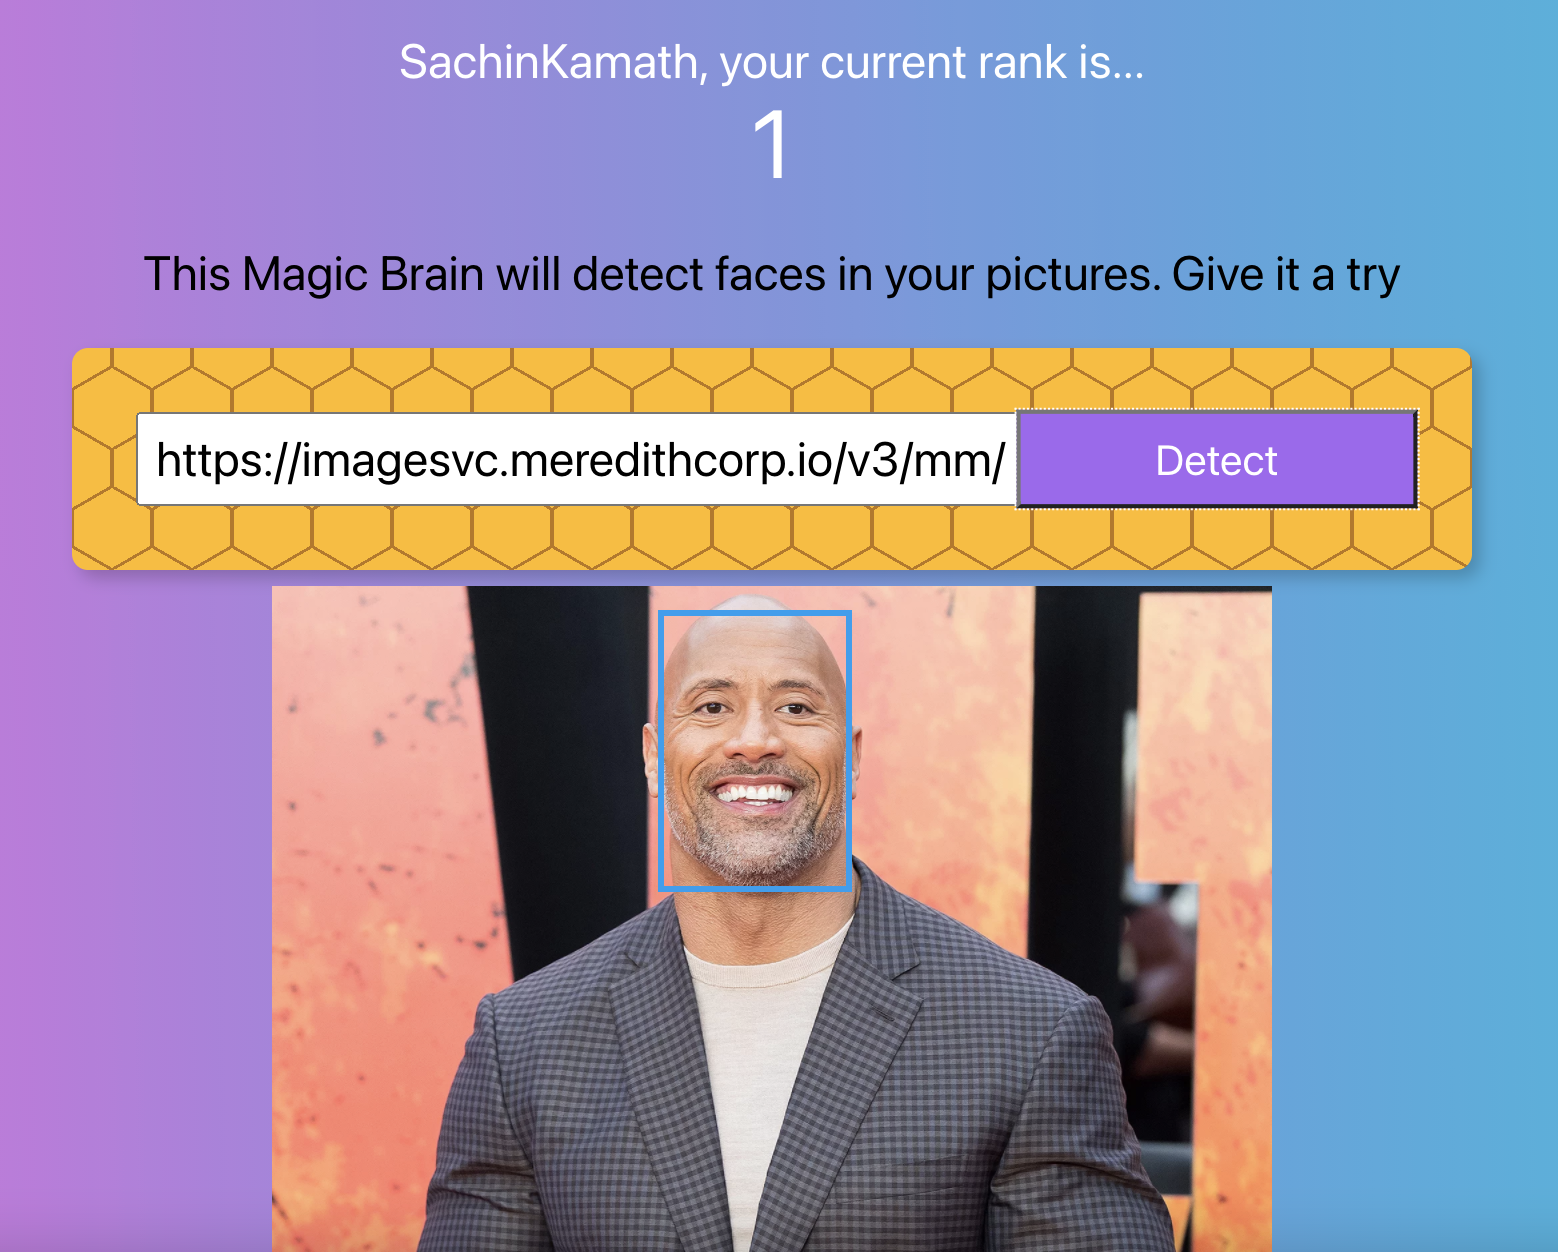 SachinKamath, your current rank is...
1
This Magic Brain will detect faces in your pictures. Give it a try
https://imagesvc.meredithcorp.io/v3/mm/
Detect